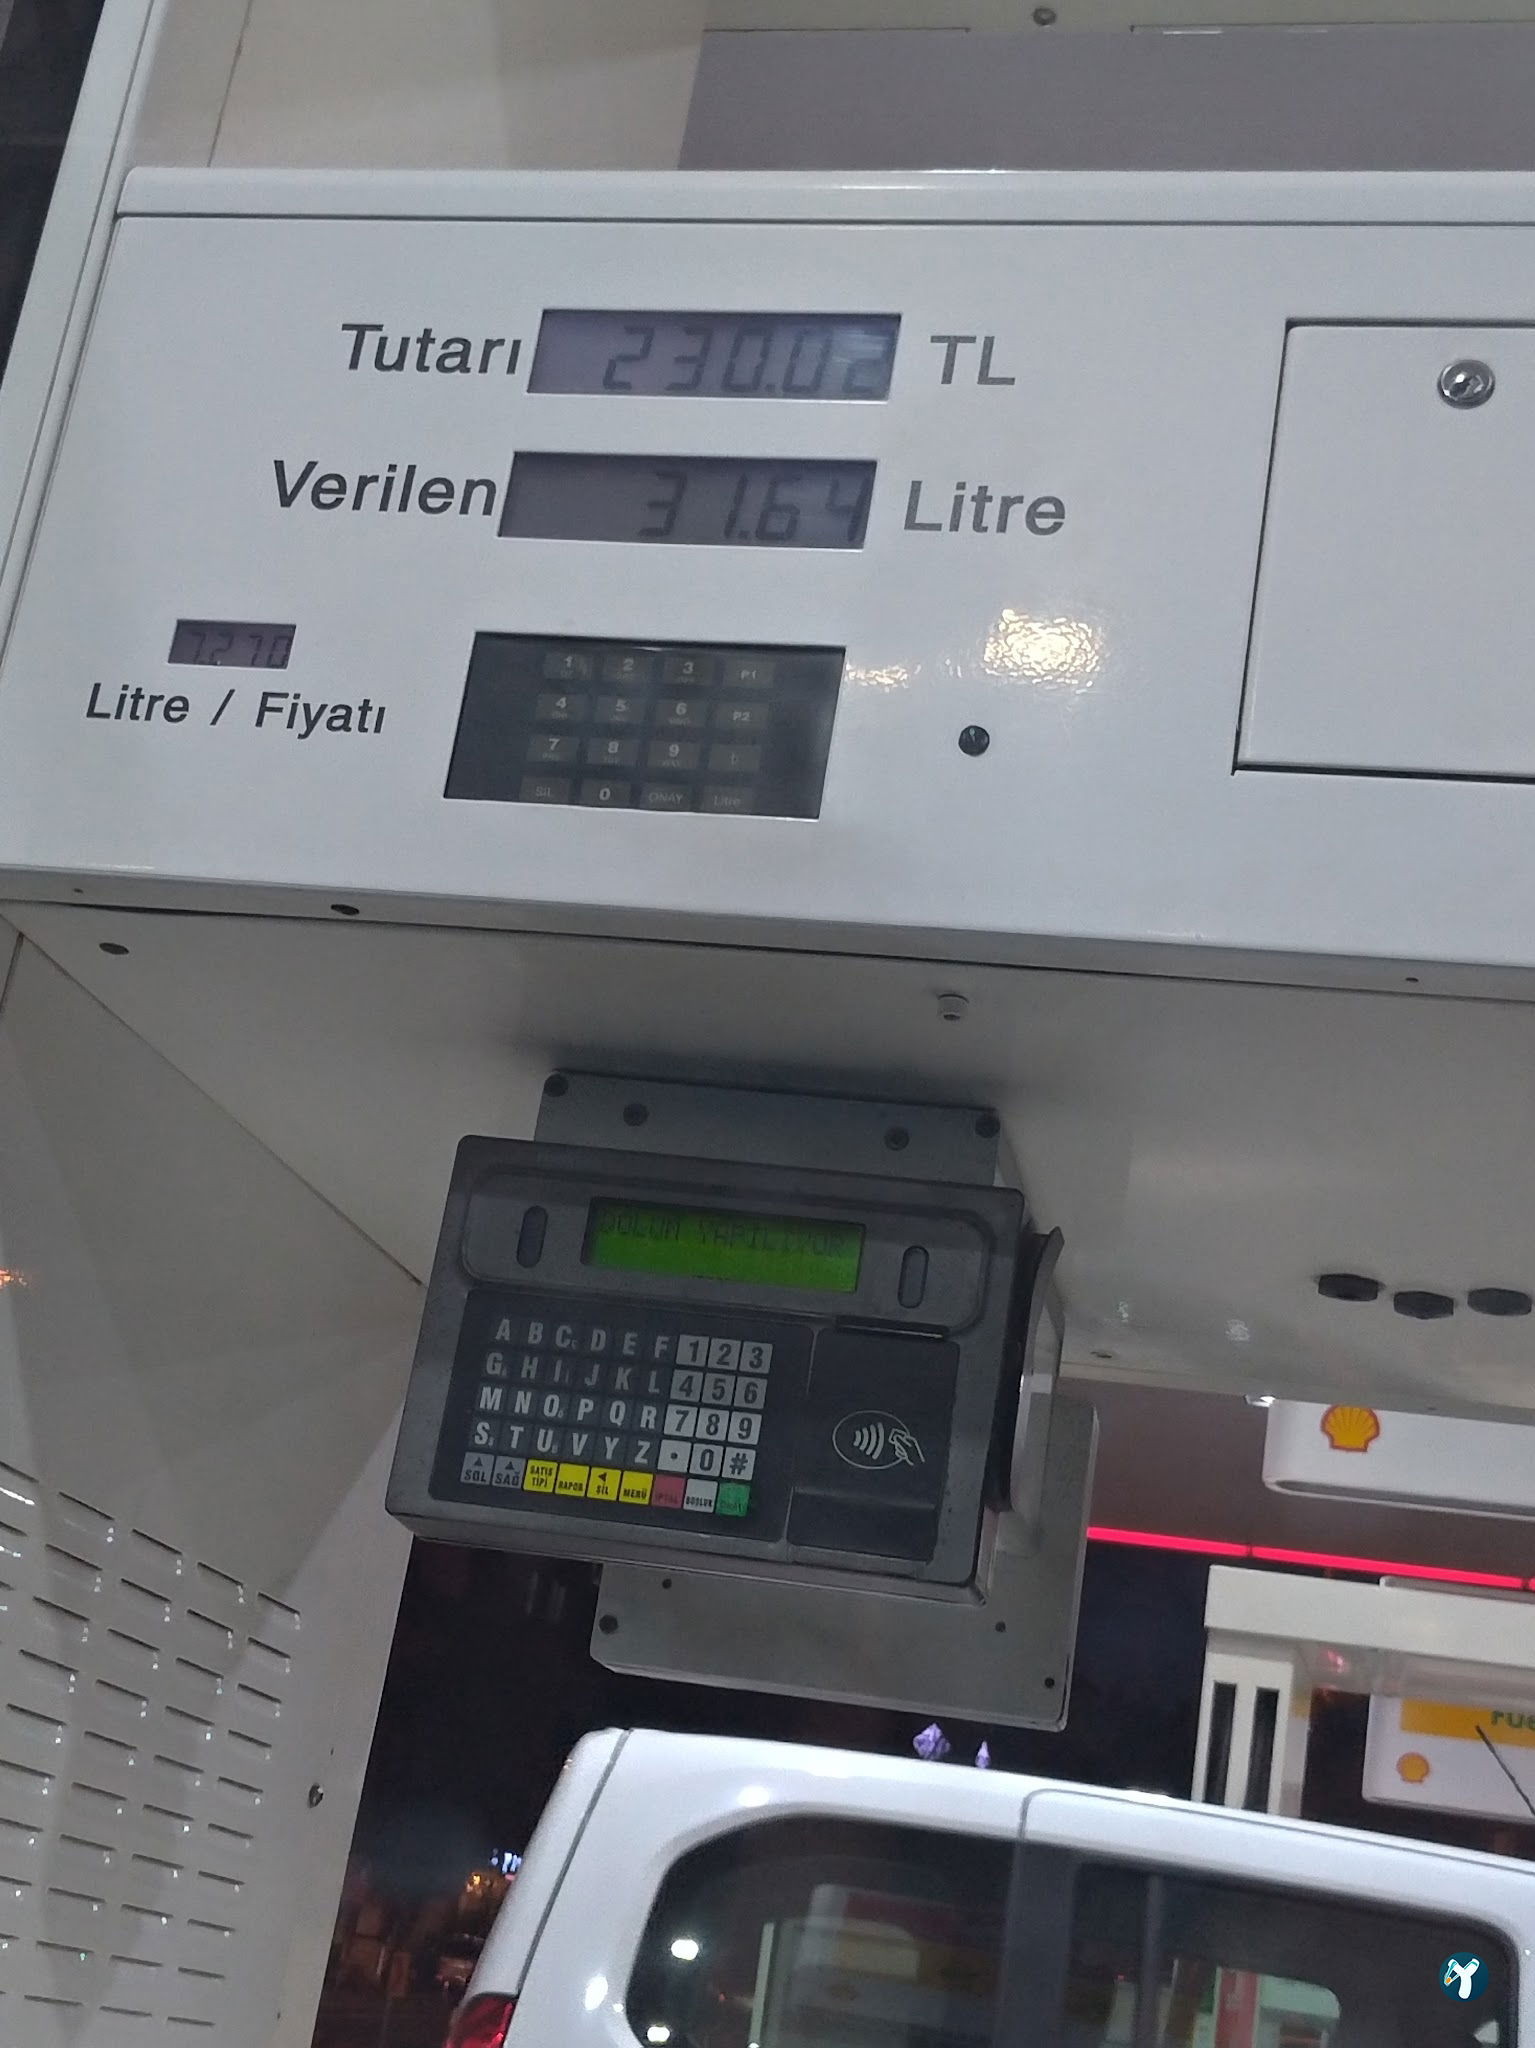 Tutarı 230.02 TL
Verilen 31.64 Litre
7.270
Litre / Fiyatı
1 2 3 P1
4 5 6 P2
7 8 9
SİL 0 ONAY Litre
DOLUM YAPILIYOR
A B C D E F 1 2 3
G H I J K L 4 5 6
M N O P Q R 7 8 9
S T U V Y Z . 0 #
SOL SAĞ SATIŞ TİPİ RAPOR SİL MENÜ İPTAL BOŞLUK